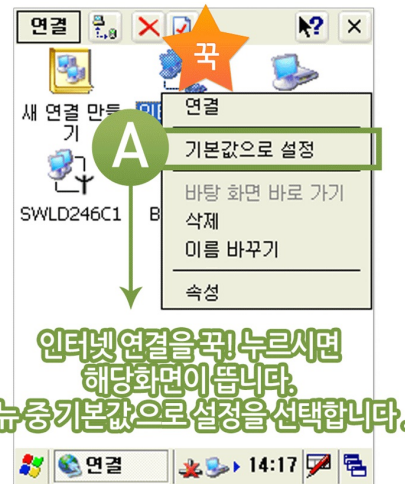 연결
꾹
새 연결 만들
기
연결
A
기본값으로 설정
바탕 화면 바로 가기
SWLD246C1
B
삭제
이름 바꾸기
속성
인터넷 연결을 꾹! 누르시면
해당화면이 뜹니다.
뉴 중 기본값으로 설정을 선택합니다.
연결 14:17